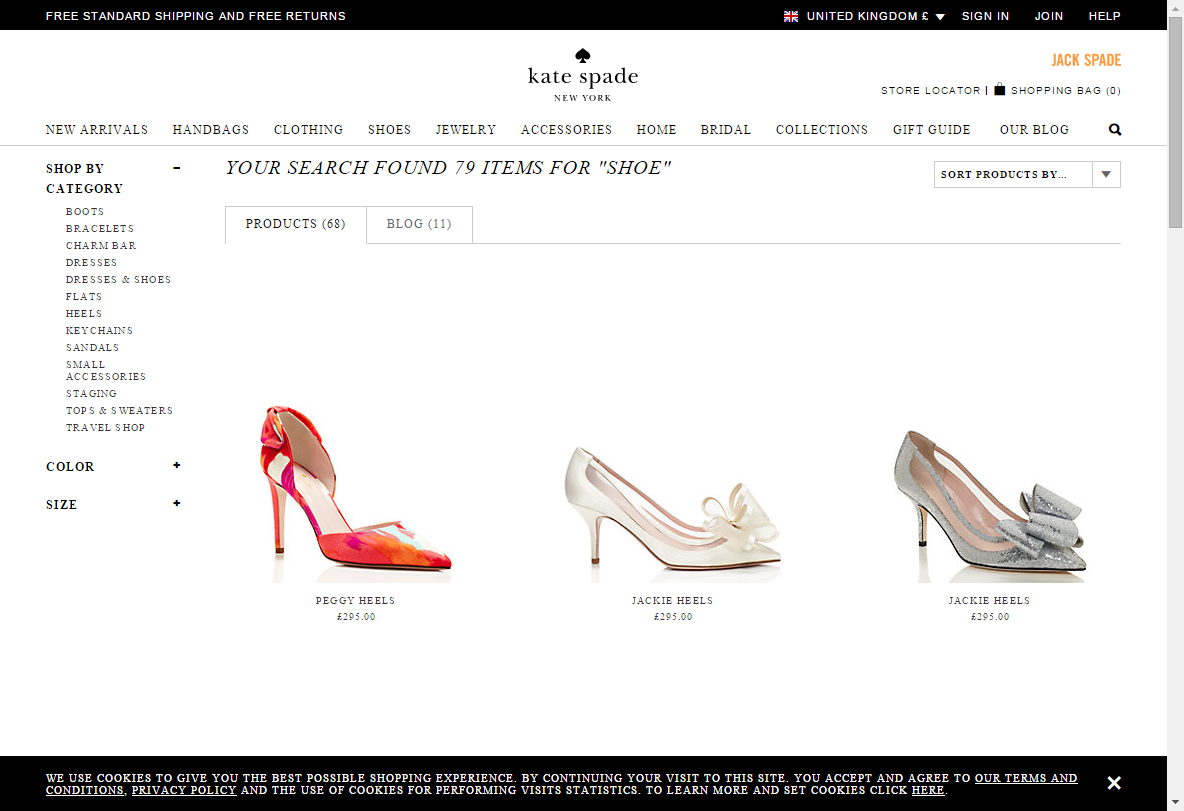 FREE STANDARD SHIPPING AND FREE RETURNS
UNITED KINGDOM £ SIGN IN JOIN HELP
kate spade
NEW YORK
JACK SPADE
STORE LOCATOR | SHOPPING BAG (0)
NEW ARRIVALS HANDBAGS CLOTHING SHOES JEWELRY ACCESSORIES HOME BRIDAL COLLECTIONS GIFT GUIDE OUR BLOG
SHOP BY
CATEGORY
BOOTS
BRACELETS
CHARM BAR
DRESSES
DRESSES & SHOES
FLATS
HEELS
KEYCHAINS
SANDALS
SMALL
ACCESSORIES
STAGING
TOPS & SWEATERS
TRAVEL SHOP
COLOR
SIZE
YOUR SEARCH FOUND 79 ITEMS FOR "SHOE"
SORT PRODUCTS BY...
PRODUCTS (68) BLOG (11)
PEGGY HEELS
£295.00
JACKIE HEELS
£295.00
JACKIE HEELS
£295.00
WE USE COOKIES TO GIVE YOU THE BEST POSSIBLE SHOPPING EXPERIENCE. BY CONTINUING YOUR VISIT TO THIS SITE. YOU ACCEPT AND AGREE TO OUR TERMS AND
CONDITIONS, PRIVACY POLICY AND THE USE OF COOKIES FOR PERFORMING VISITS STATISTICS. TO LEARN MORE AND SET COOKIES CLICK HERE.